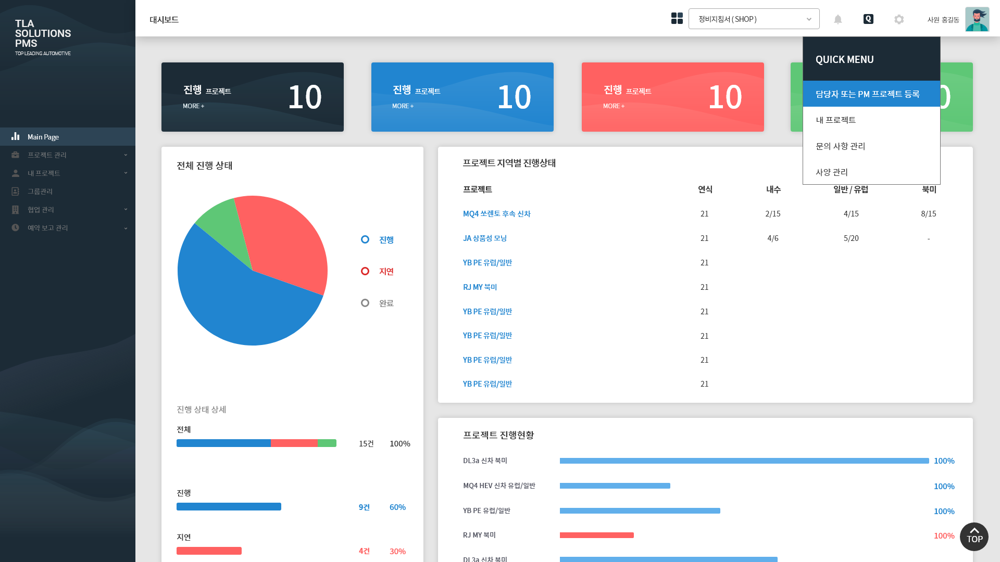 TLA
SOLUTIONS
PMS
TOP LEADING AUTOMOTIVE
Main Page
프로젝트 관리
내 프로젝트
그룹관리
협업 관리
예약 보고 관리
대시보드
정비지침서 ( SHOP )
Q
사원 홍길동
QUICK MENU
담당자 또는 PM 프로젝트 등록
내 프로젝트
문의 사항 관리
사양 관리
진행 프로젝트
MORE +
10
진행 프로젝트
MORE +
10
진행 프로젝트
MORE +
10
0
전체 진행 상태
진행
지연
완료
진행 상태 상세
전체
15건 100%
진행
9건 60%
지연
4건 30%
프로젝트 지역별 진행상태
프로젝트 연식 내수 일반 / 유럽 북미
MQ4 쏘렌토 후속 신차 21 2/15 4/15 8/15
JA 상품성 모닝 21 4/6 5/20 -
YB PE 유럽/일반 21
RJ MY 북미 21
YB PE 유럽/일반 21
YB PE 유럽/일반 21
YB PE 유럽/일반 21
YB PE 유럽/일반 21
프로젝트 진행현황
DL3a 신차 북미 100%
MQ4 HEV 신차 유럽/일반 100%
YB PE 유럽/일반 100%
RJ MY 북미 100%
DL3a 신차 북미
TOP